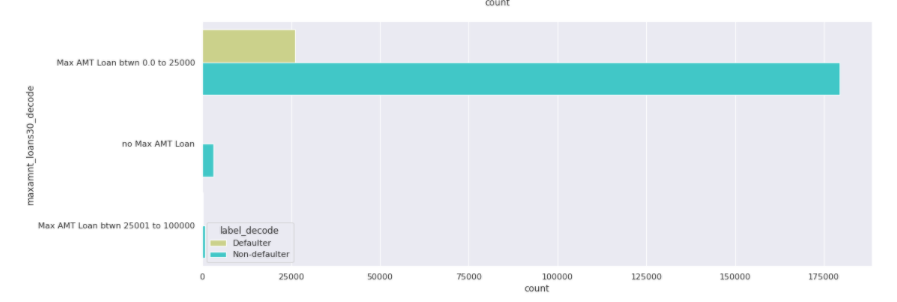 count
Max AMT Loan btwn 0.0 to 25000
no Max AMT Loan
Max AMT Loan btwn 25001 to 100000
maxamnt_loans30_decode
label_decode
Defaulter
Non-defaulter
0 25000 50000 75000 100000 125000 150000 175000
count